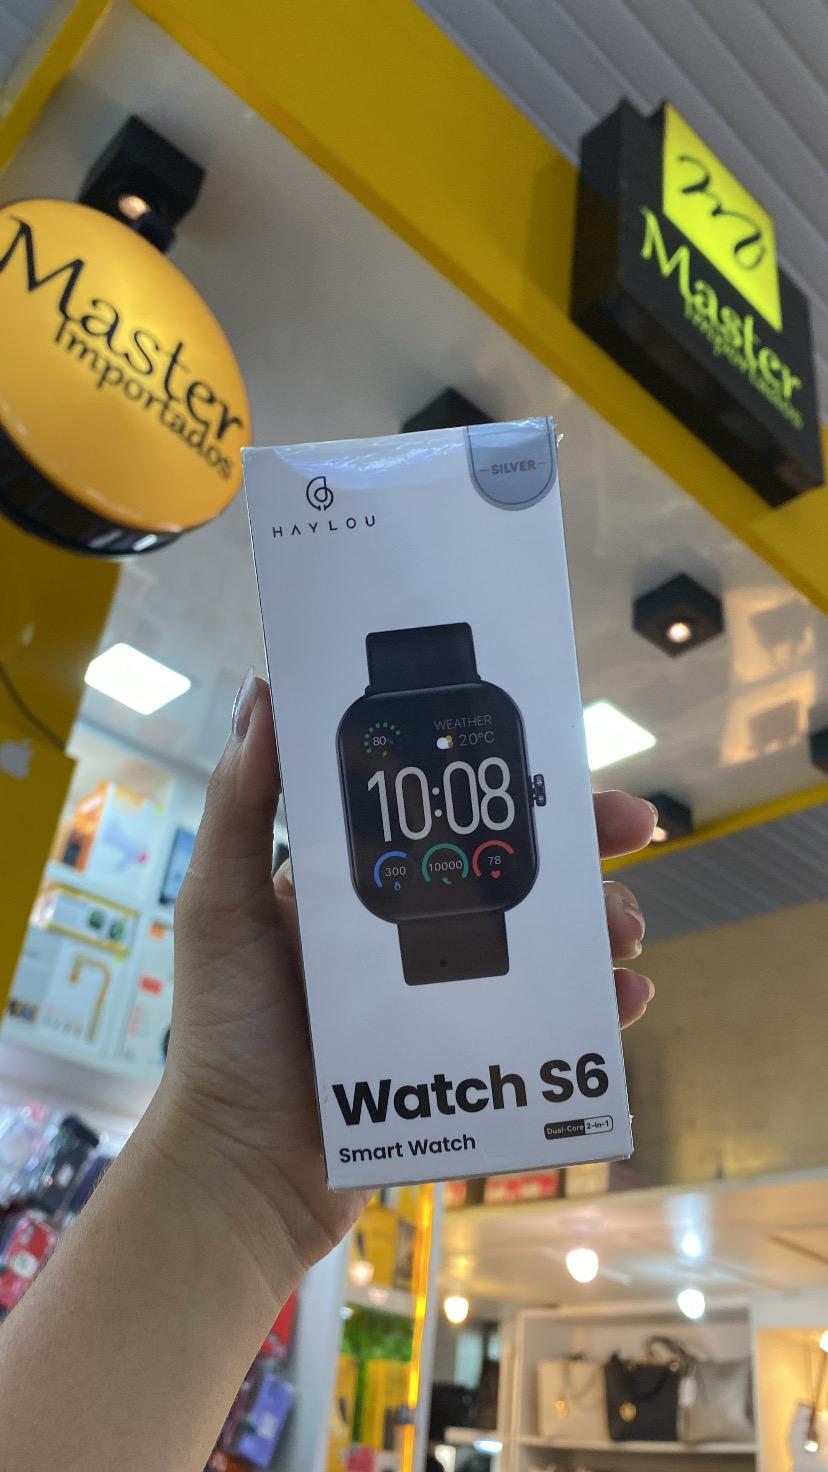 Master
Importados
m
Master
Importados
SILVER
HAYLOU
80%
WEATHER
20°C
10:08
300
10000
78
Watch S6
Smart Watch
Dual-Core 2-in-1